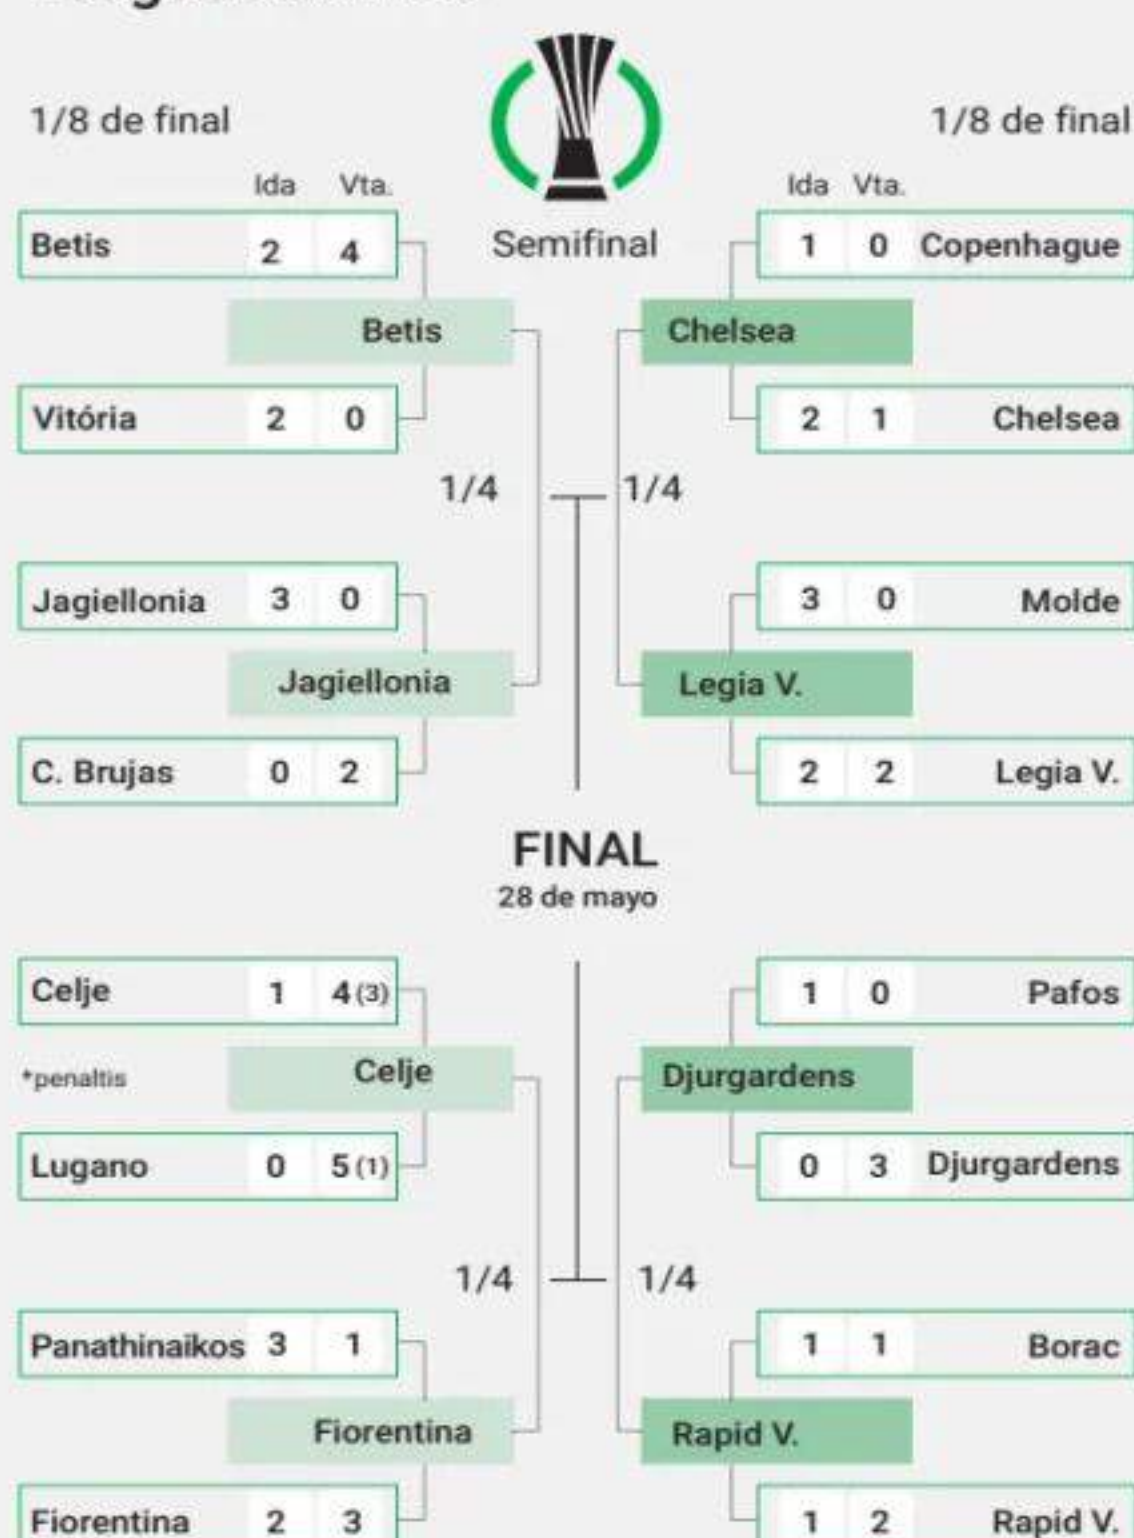 1/8 de final
1/8 de final
Ida Vta.
Ida Vta.
Betis 2 4
Semifinal
1 0 Copenhague
Betis
Chelsea
Vitória 2 0
2 1 Chelsea
1/4
1/4
Jagiellonia 3 0
3 0 Molde
Jagiellonia
Legia V.
C. Brujas 0 2
2 2 Legia V.
FINAL
28 de mayo
Celje 1 4 (3)
1 0 Pafos
*penaltis
Celje
Djurgardens
Lugano 0 5 (1)
0 3 Djurgardens
1/4
1/4
Panathinaikos 3 1
1 1 Borac
Fiorentina
Rapid V.
Fiorentina 2 3
1 2 Rapid V.